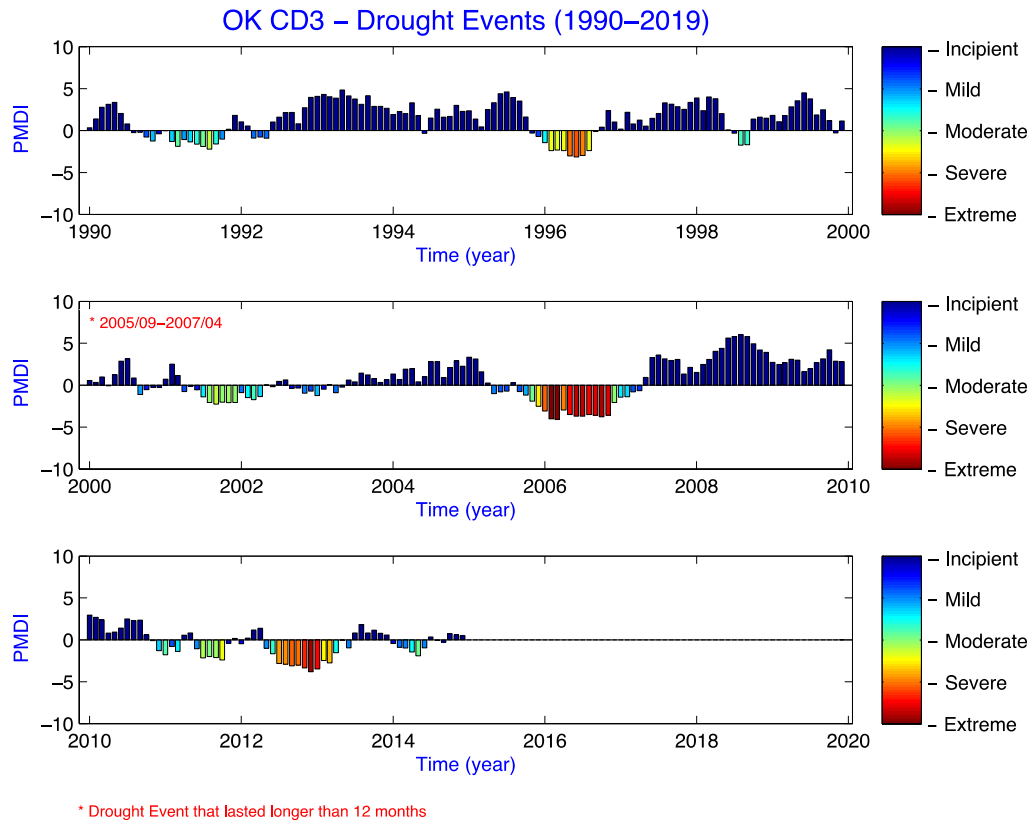 OK CD3 − Drought Events (1990−2019)
10
5
0
−5
−10
PMDI
1990
1992
1994
1996
1998
2000
Time (year)
− Incipient
− Mild
− Moderate
− Severe
− Extreme
* 2005/09−2007/04
10
5
0
−5
−10
PMDI
2000
2002
2004
2006
2008
2010
Time (year)
− Incipient
− Mild
− Moderate
− Severe
− Extreme
10
5
0
−5
−10
PMDI
2010
2012
2014
2016
2018
2020
Time (year)
− Incipient
− Mild
− Moderate
− Severe
− Extreme
* Drought Event that lasted longer than 12 months